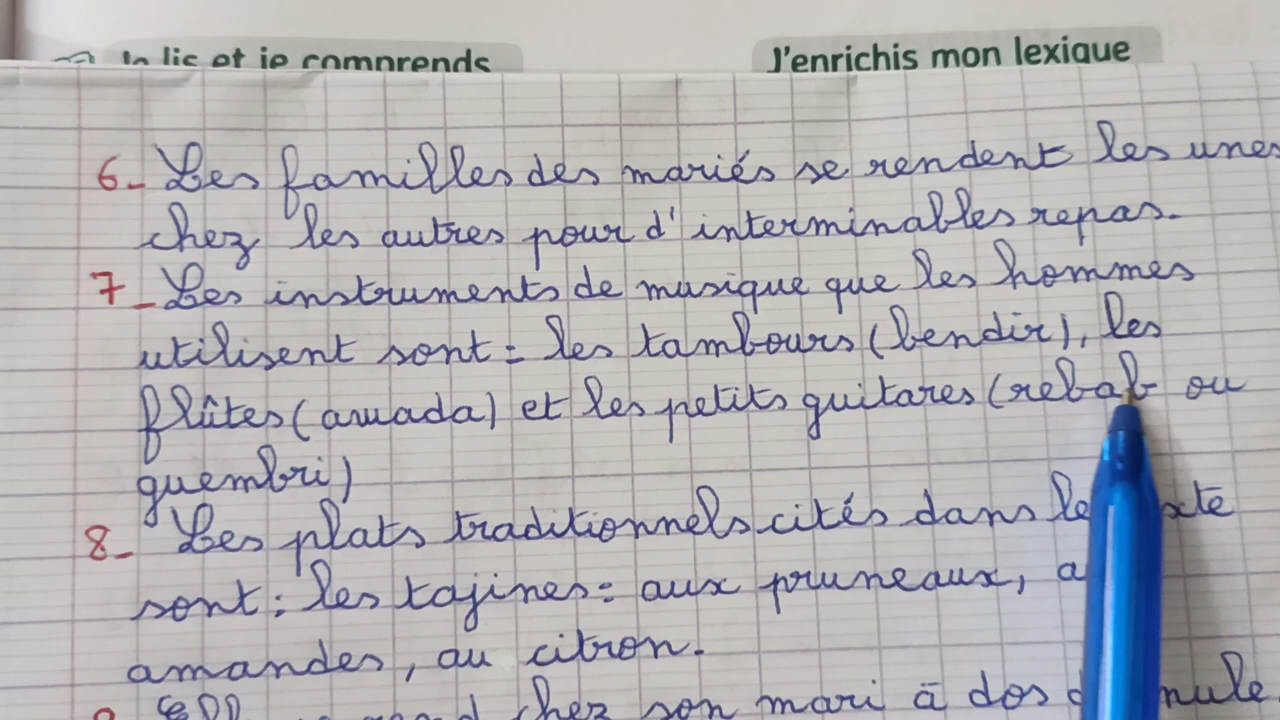 Je lis et je comprends
J'enrichis mon lexique
6_ Les familles des mariés se rendent les unes
chez les autres pour d'interminables repas.
7_ Les instruments de musique que les hommes
utilisent sont : les tambours (bendir), les
flûtes (awada) et les petits guitares (rebab ou
guembri)
8_ Les plats traditionnels cités dans le
sont : les tajines : aux pruneaux,
amandes, au citron.
chez son mari à dos